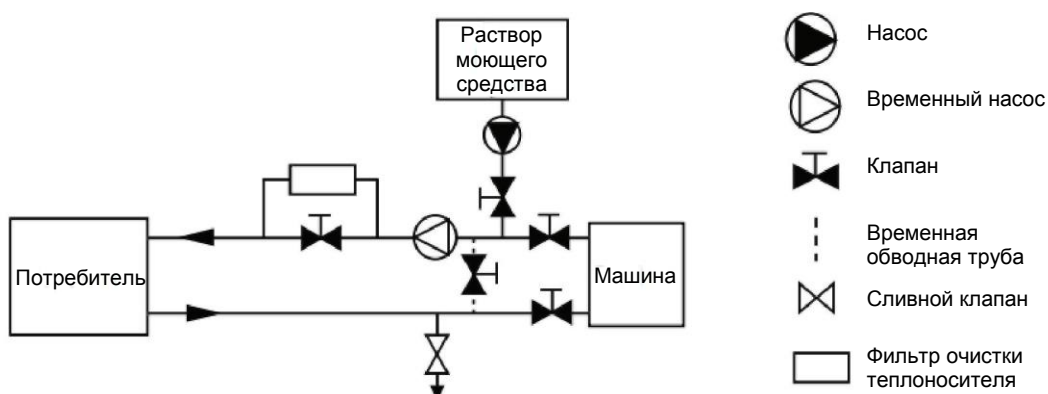 Раствор
моющего
средства
Потребитель
Машина
Насос
Временный насос
Клапан
Временная
обводная труба
Сливной клапан
Фильтр очистки
теплоносителя